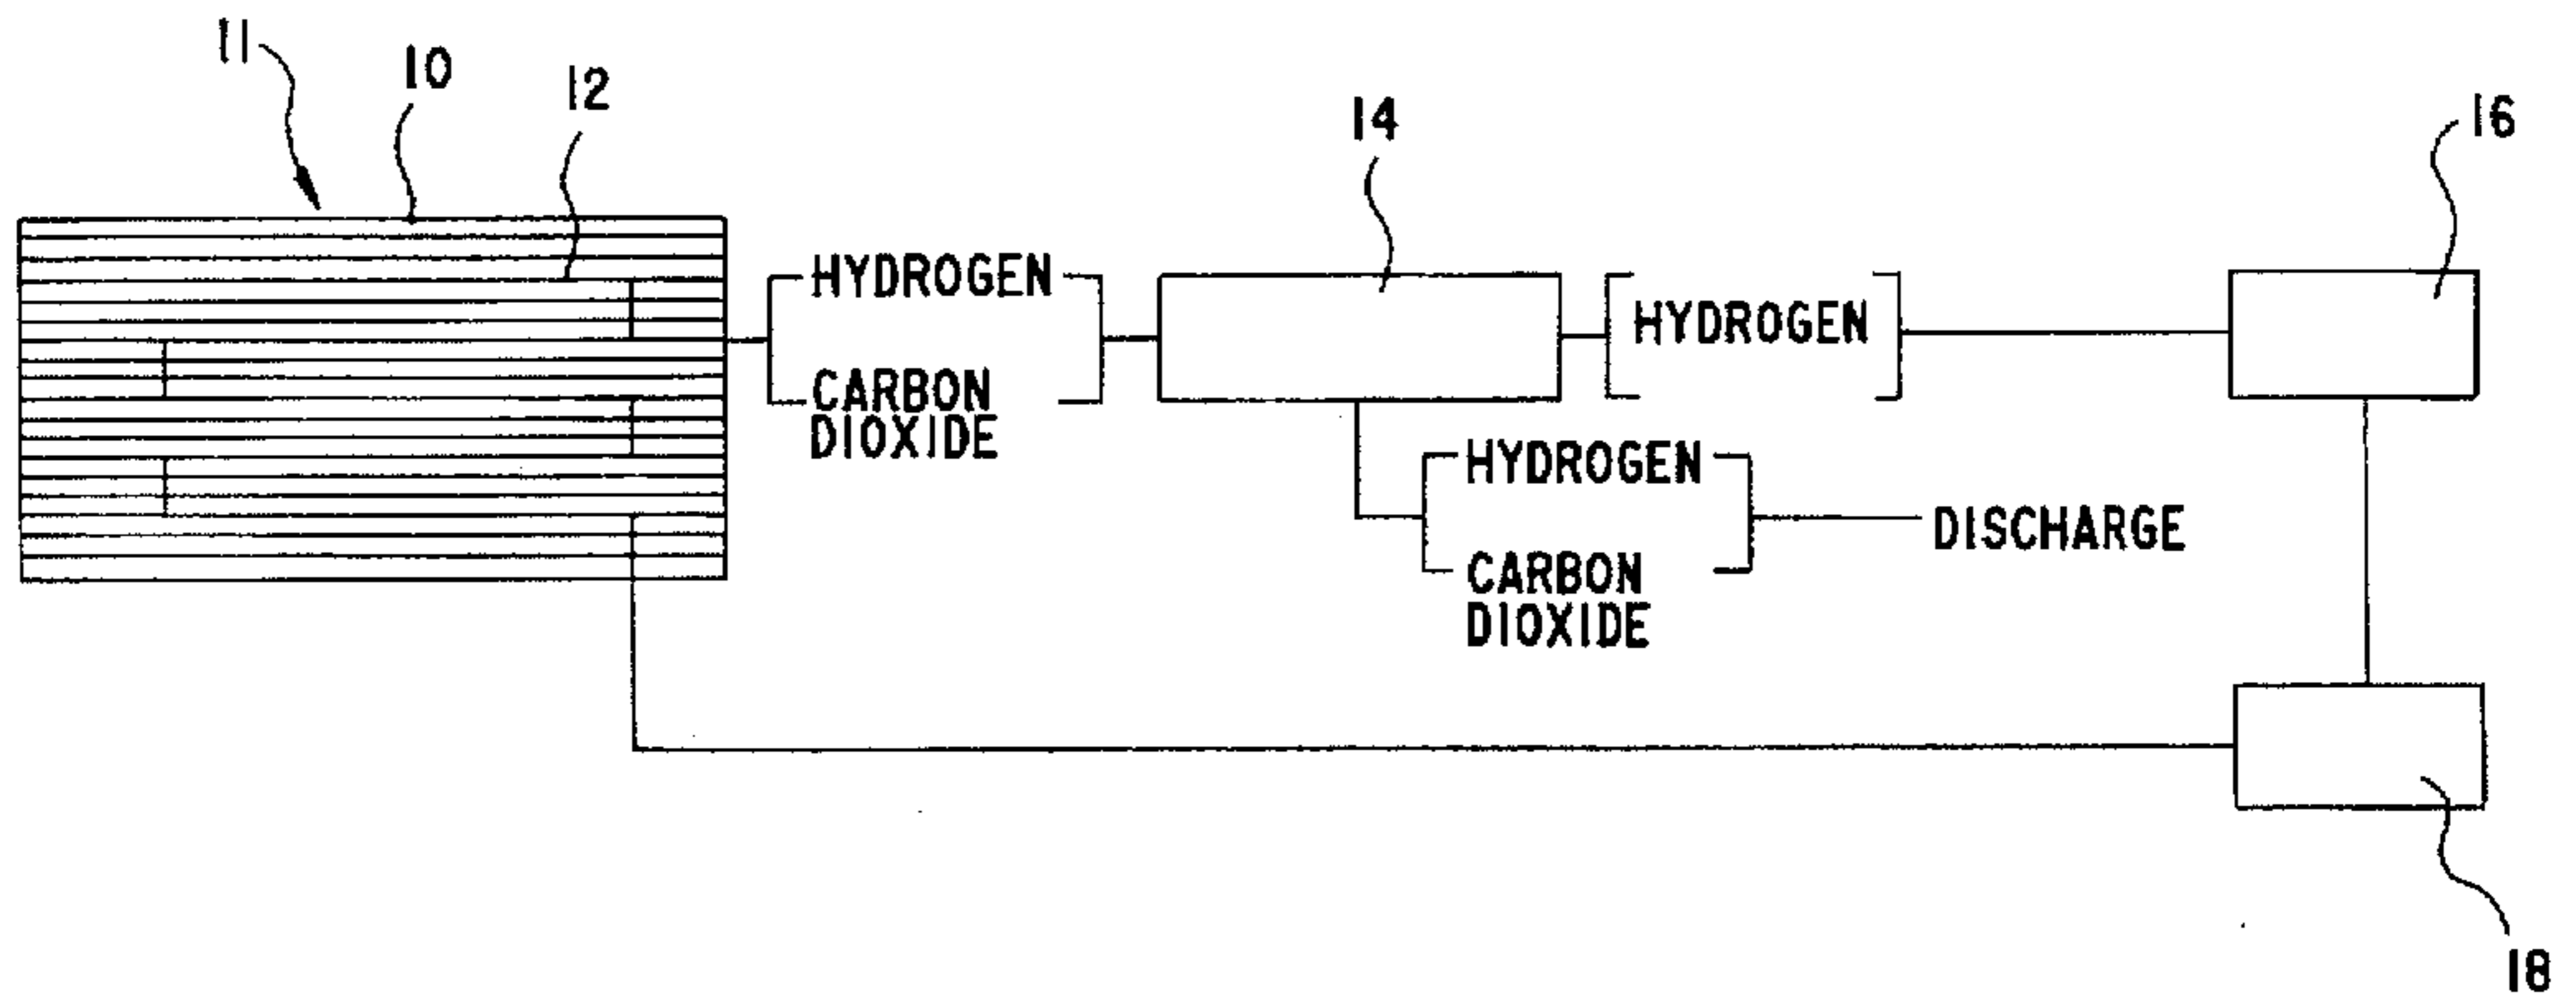 11
10
12
14
16
HYDROGEN
CARBON
DIOXIDE
HYDROGEN
HYDROGEN
CARBON
DIOXIDE
DISCHARGE
18